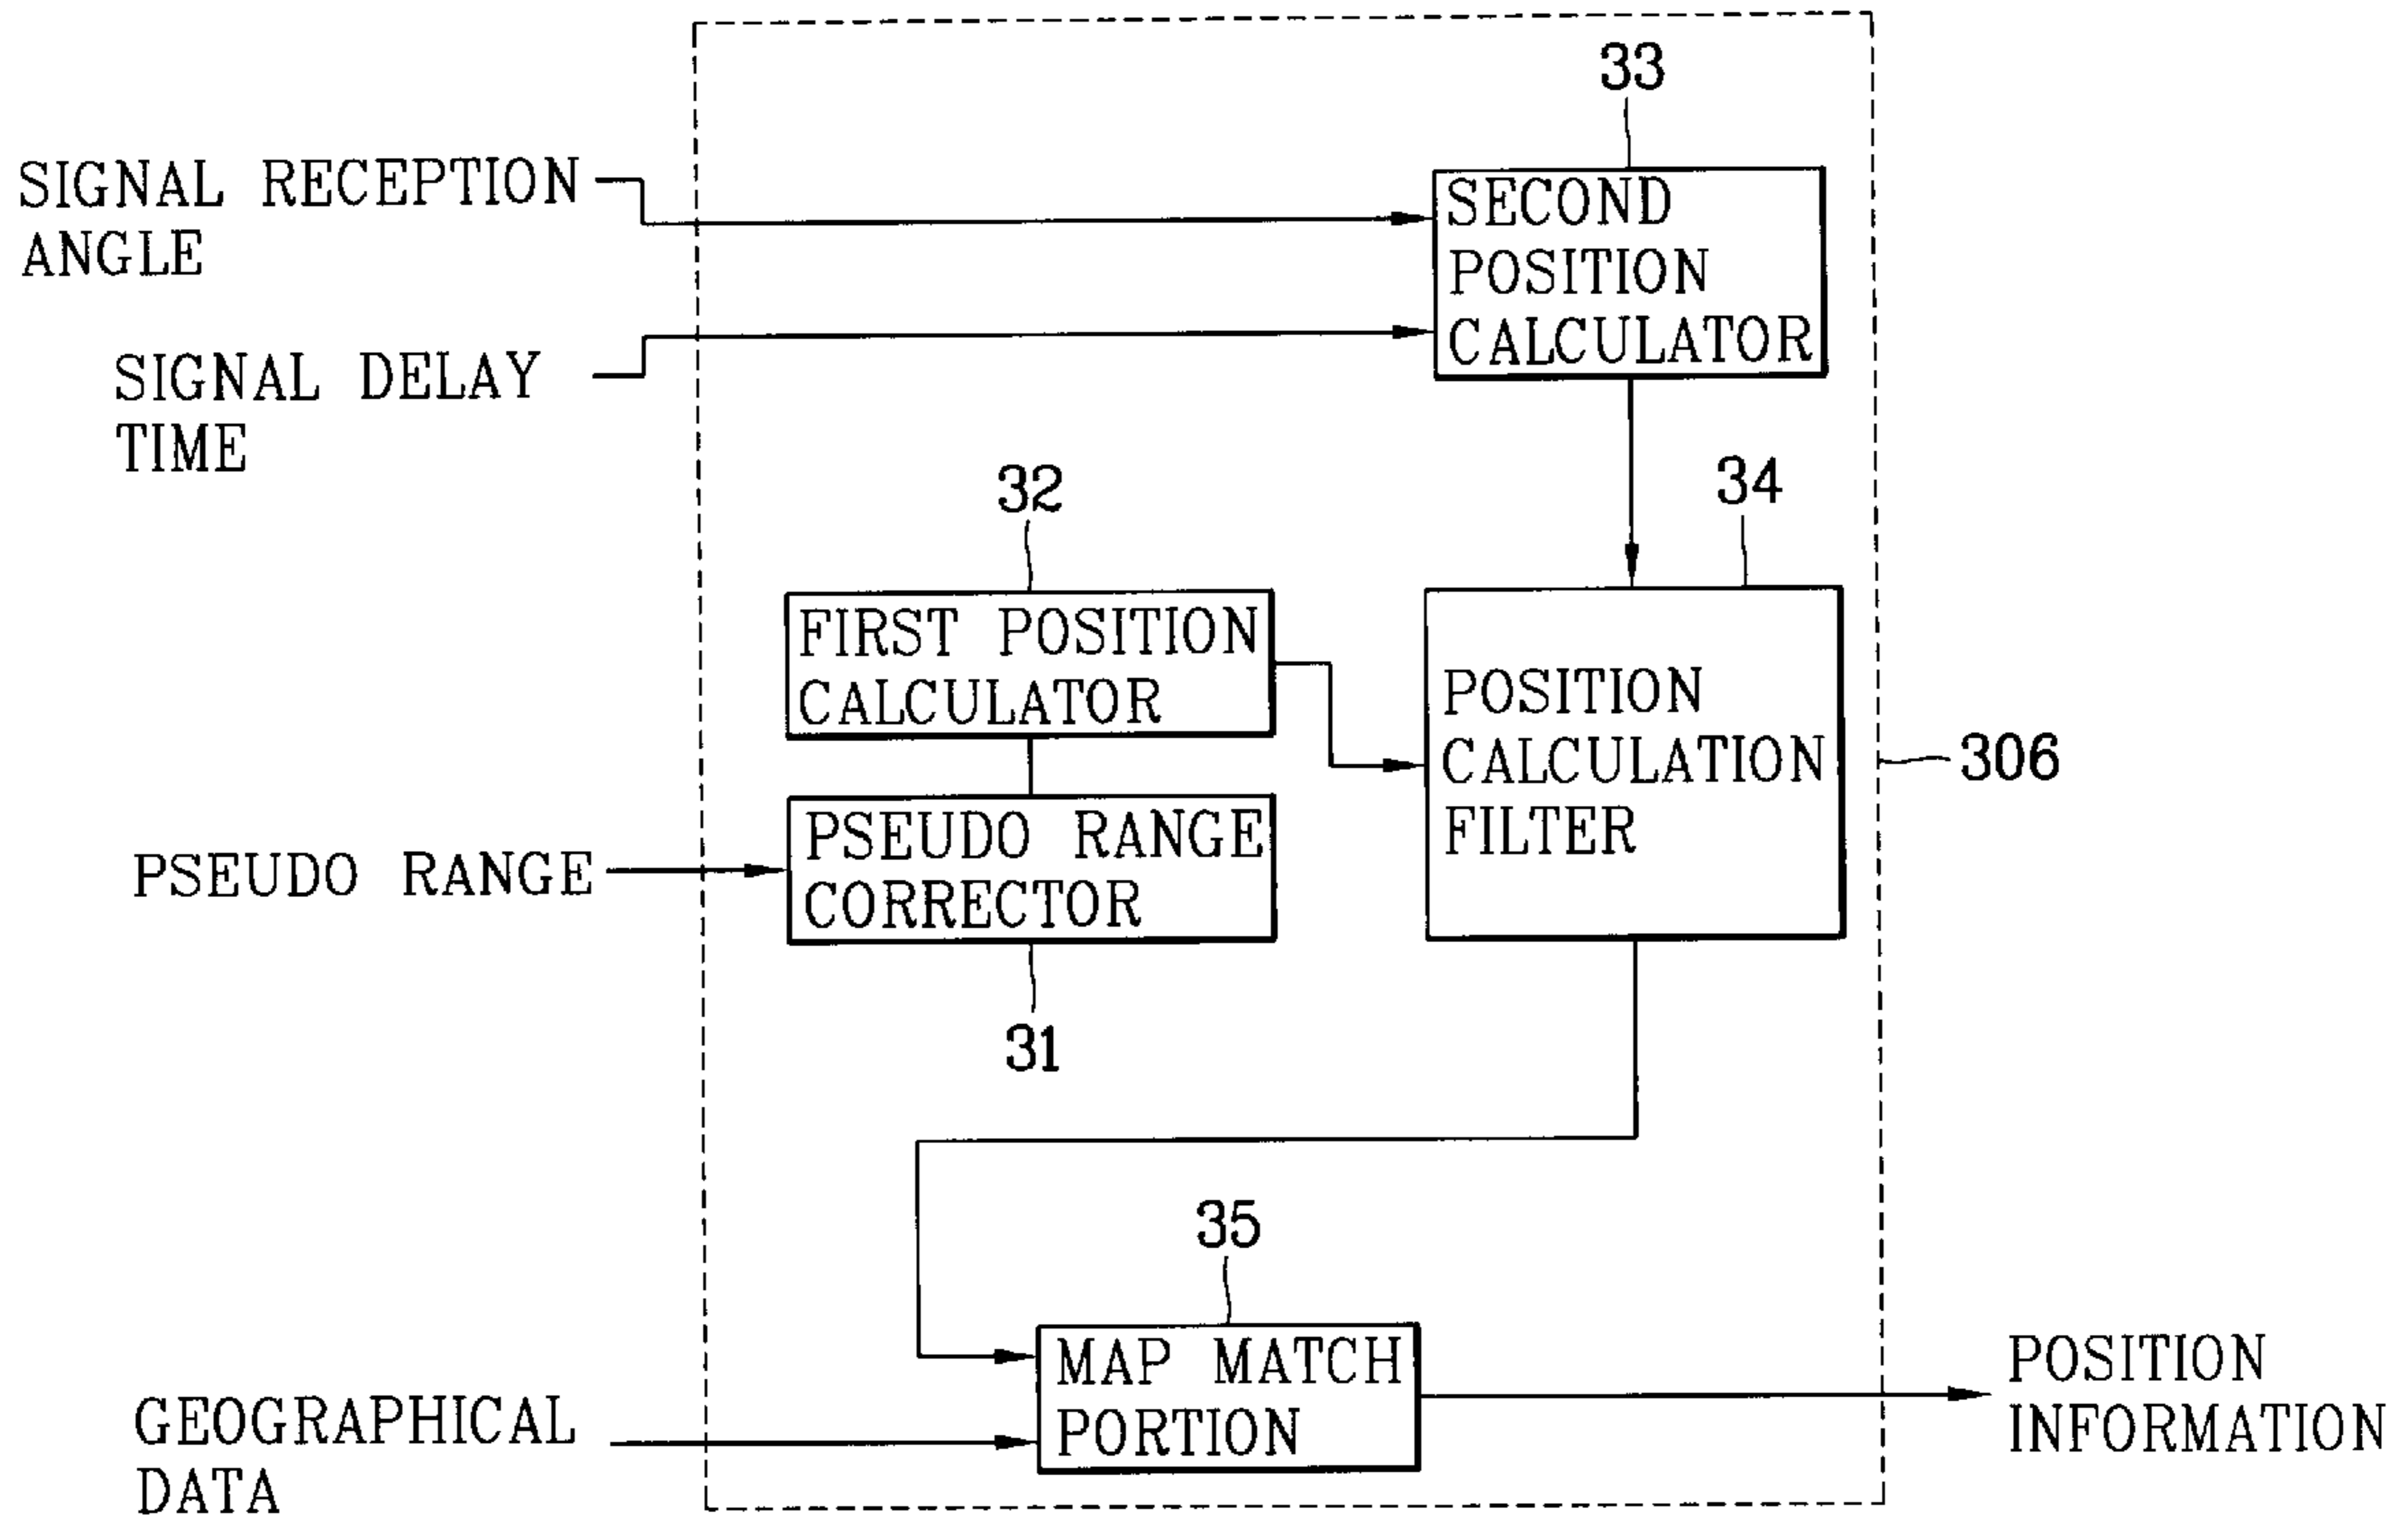 33
SIGNAL RECEPTION
ANGLE
SECOND
POSITION
CALCULATOR
SIGNAL DELAY
TIME
32
34
FIRST POSITION
CALCULATOR
POSITION
CALCULATION
FILTER
306
PSEUDO RANGE
PSEUDO RANGE
CORRECTOR
31
35
MAP MATCH
PORTION
GEOGRAPHICAL
DATA
POSITION
INFORMATION